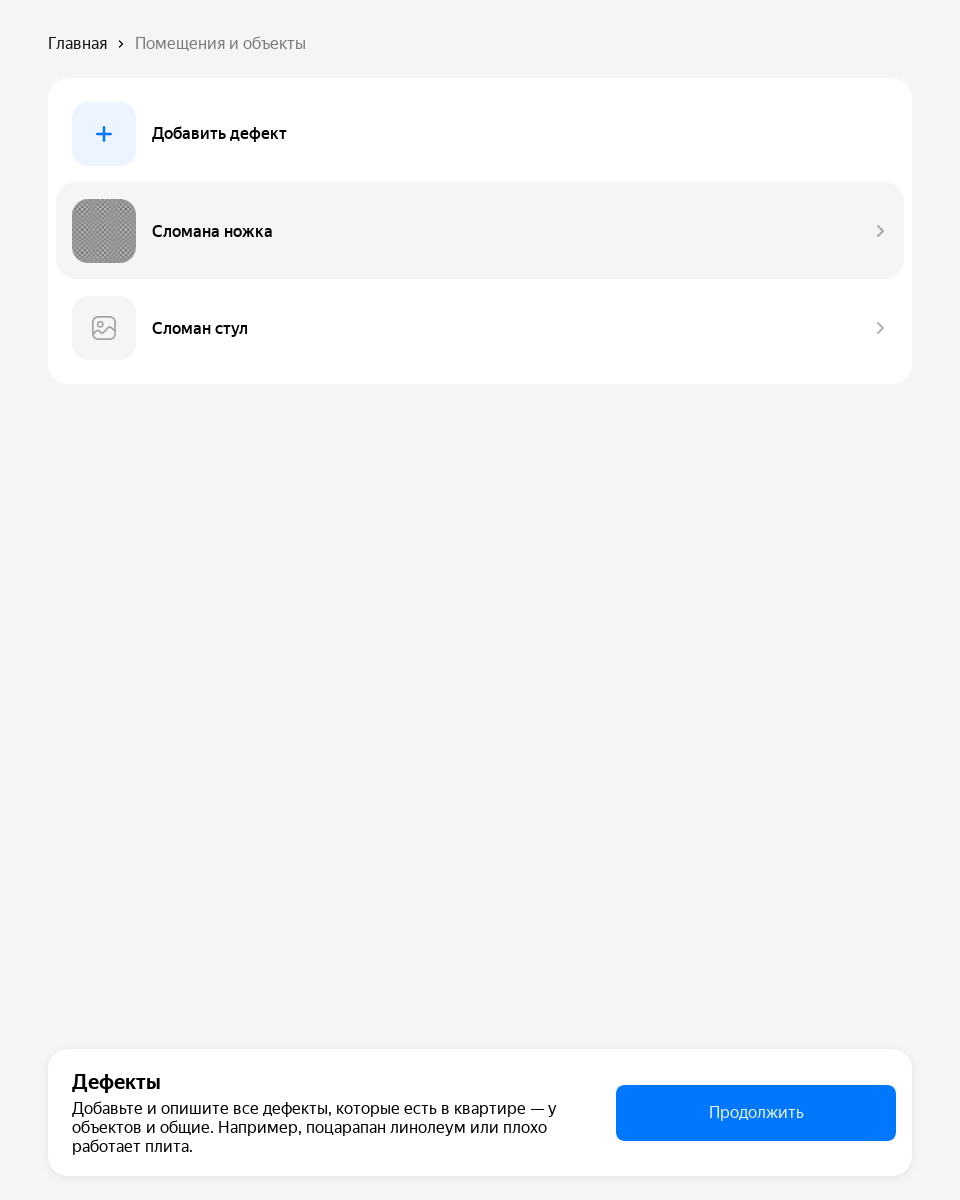 Главная › Помещения и объекты
Добавить дефект
Сломана ножка
Сломан стул
Дефекты
Добавьте и опишите все дефекты, которые есть в квартире — у
объектов и общие. Например, поцарапан линолеум или плохо
работает плита.
Продолжить